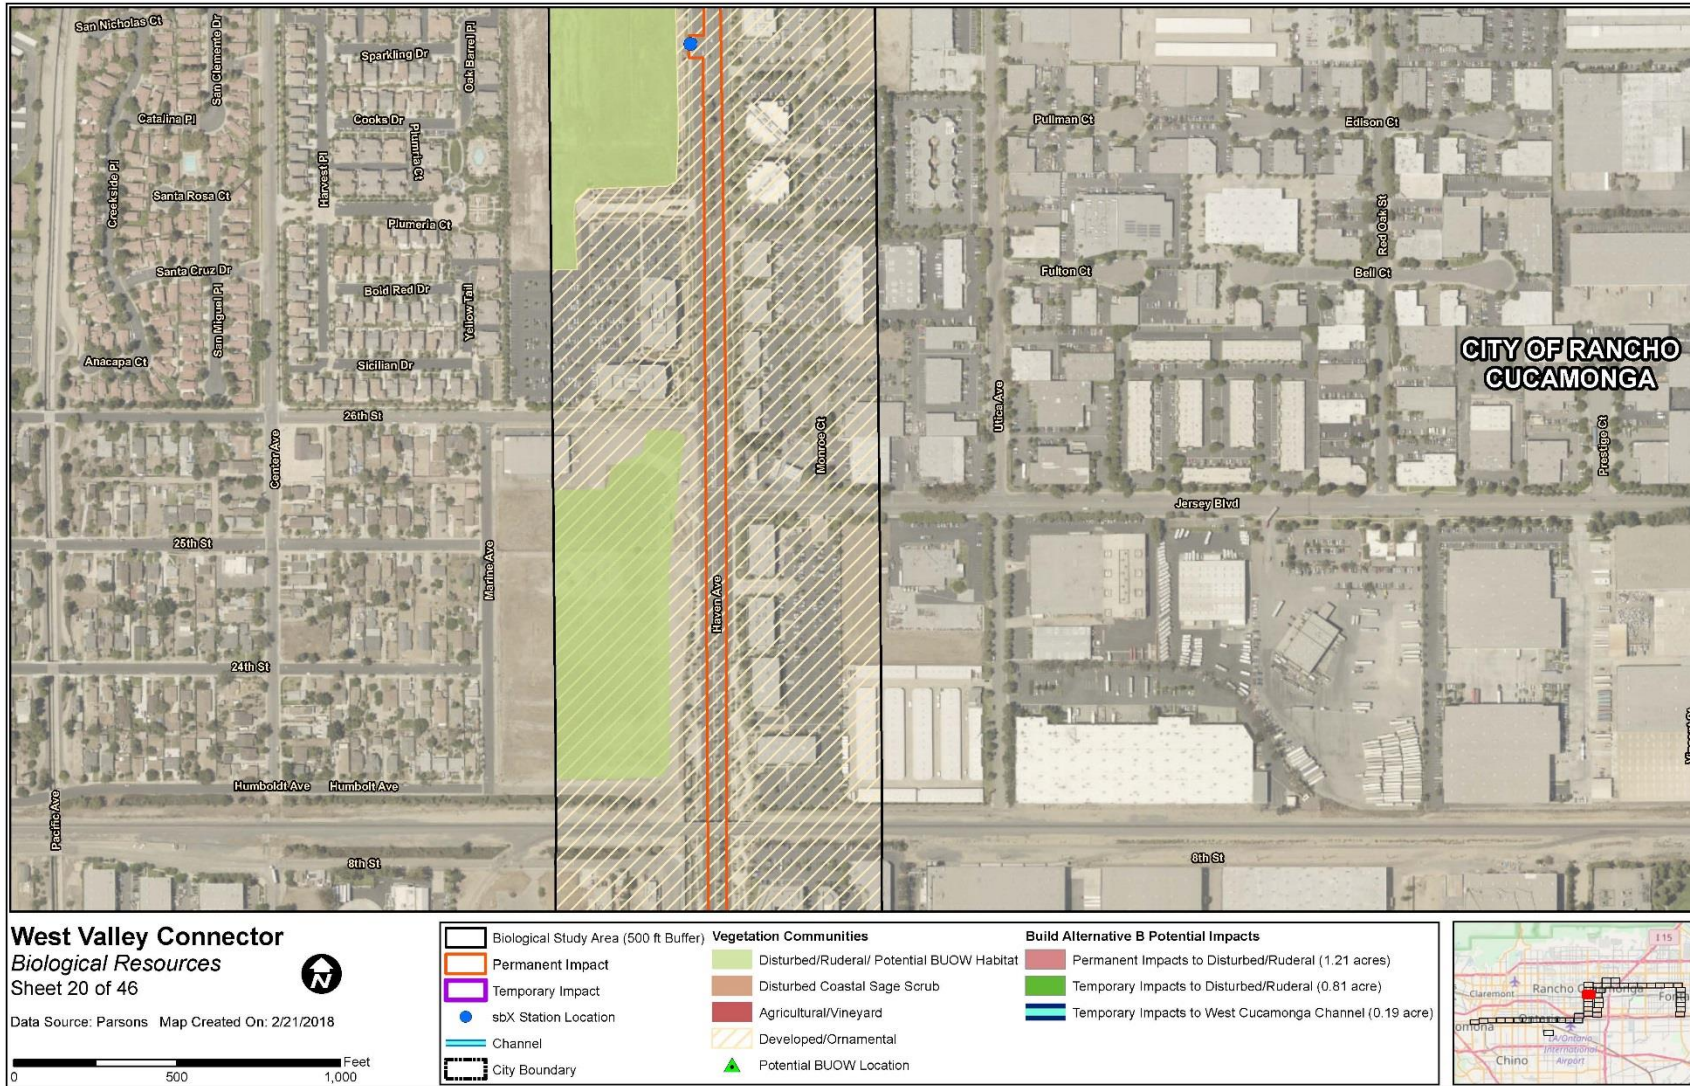 San Nicholas Ct
San Clemente Dr
Sparkling Dr
Oak Barrel Pl
Catalina Pl
Cooks Dr
Plumria Ct
Pullman Ct
Edison Ct
Creekside Pl
Harvest Pl
Santa Rosa Ct
Plumeria Ct
Red Oak St
Santa Cruz Dr
San Miguel Pl
Bold Red Dr
Yellow Tail
Fulton Ct
Bell Ct
Anacapa Ct
Sicilian Dr
CITY OF RANCHO
CUCAMONGA
26th St
Center Ave
Utica Ave
Monroe Ct
Prestige Ct
Jersey Blvd
25th St
Marine Ave
Haven Ave
24th St
Humboldt Ave
Humbolt Ave
Pacific Ave
8th St
8th St
West Valley Connector
Biological Resources
Sheet 20 of 46
N
Data Source: Parsons Map Created On: 2/21/2018
Feet
0 500 1,000
Biological Study Area (500 ft Buffer)
Permanent Impact
Temporary Impact
sbX Station Location
Channel
City Boundary
Vegetation Communities
Disturbed/Ruderal/ Potential BUOW Habitat
Disturbed Coastal Sage Scrub
Agricultural/Vineyard
Developed/Ornamental
Potential BUOW Location
Build Alternative B Potential Impacts
Permanent Impacts to Disturbed/Ruderal (1.21 acres)
Temporary Impacts to Disturbed/Ruderal (0.81 acre)
Temporary Impacts to West Cucamonga Channel (0.19 acre)
I 15
Claremont
Rancho
Chino
LA/Ontario
International
Airport